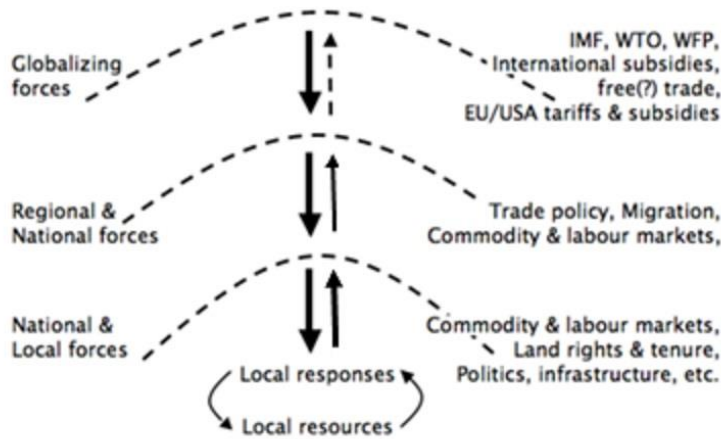 Globalizing
forces
IMF, WTO, WFP,
International subsidies,
free(?) trade,
EU/USA tariffs & subsidies
Regional &
National forces
Trade policy, Migration,
Commodity & labour markets,
National &
Local forces
Commodity & labour markets,
Land rights & tenure,
Politics, infrastructure, etc.
Local responses
Local resources